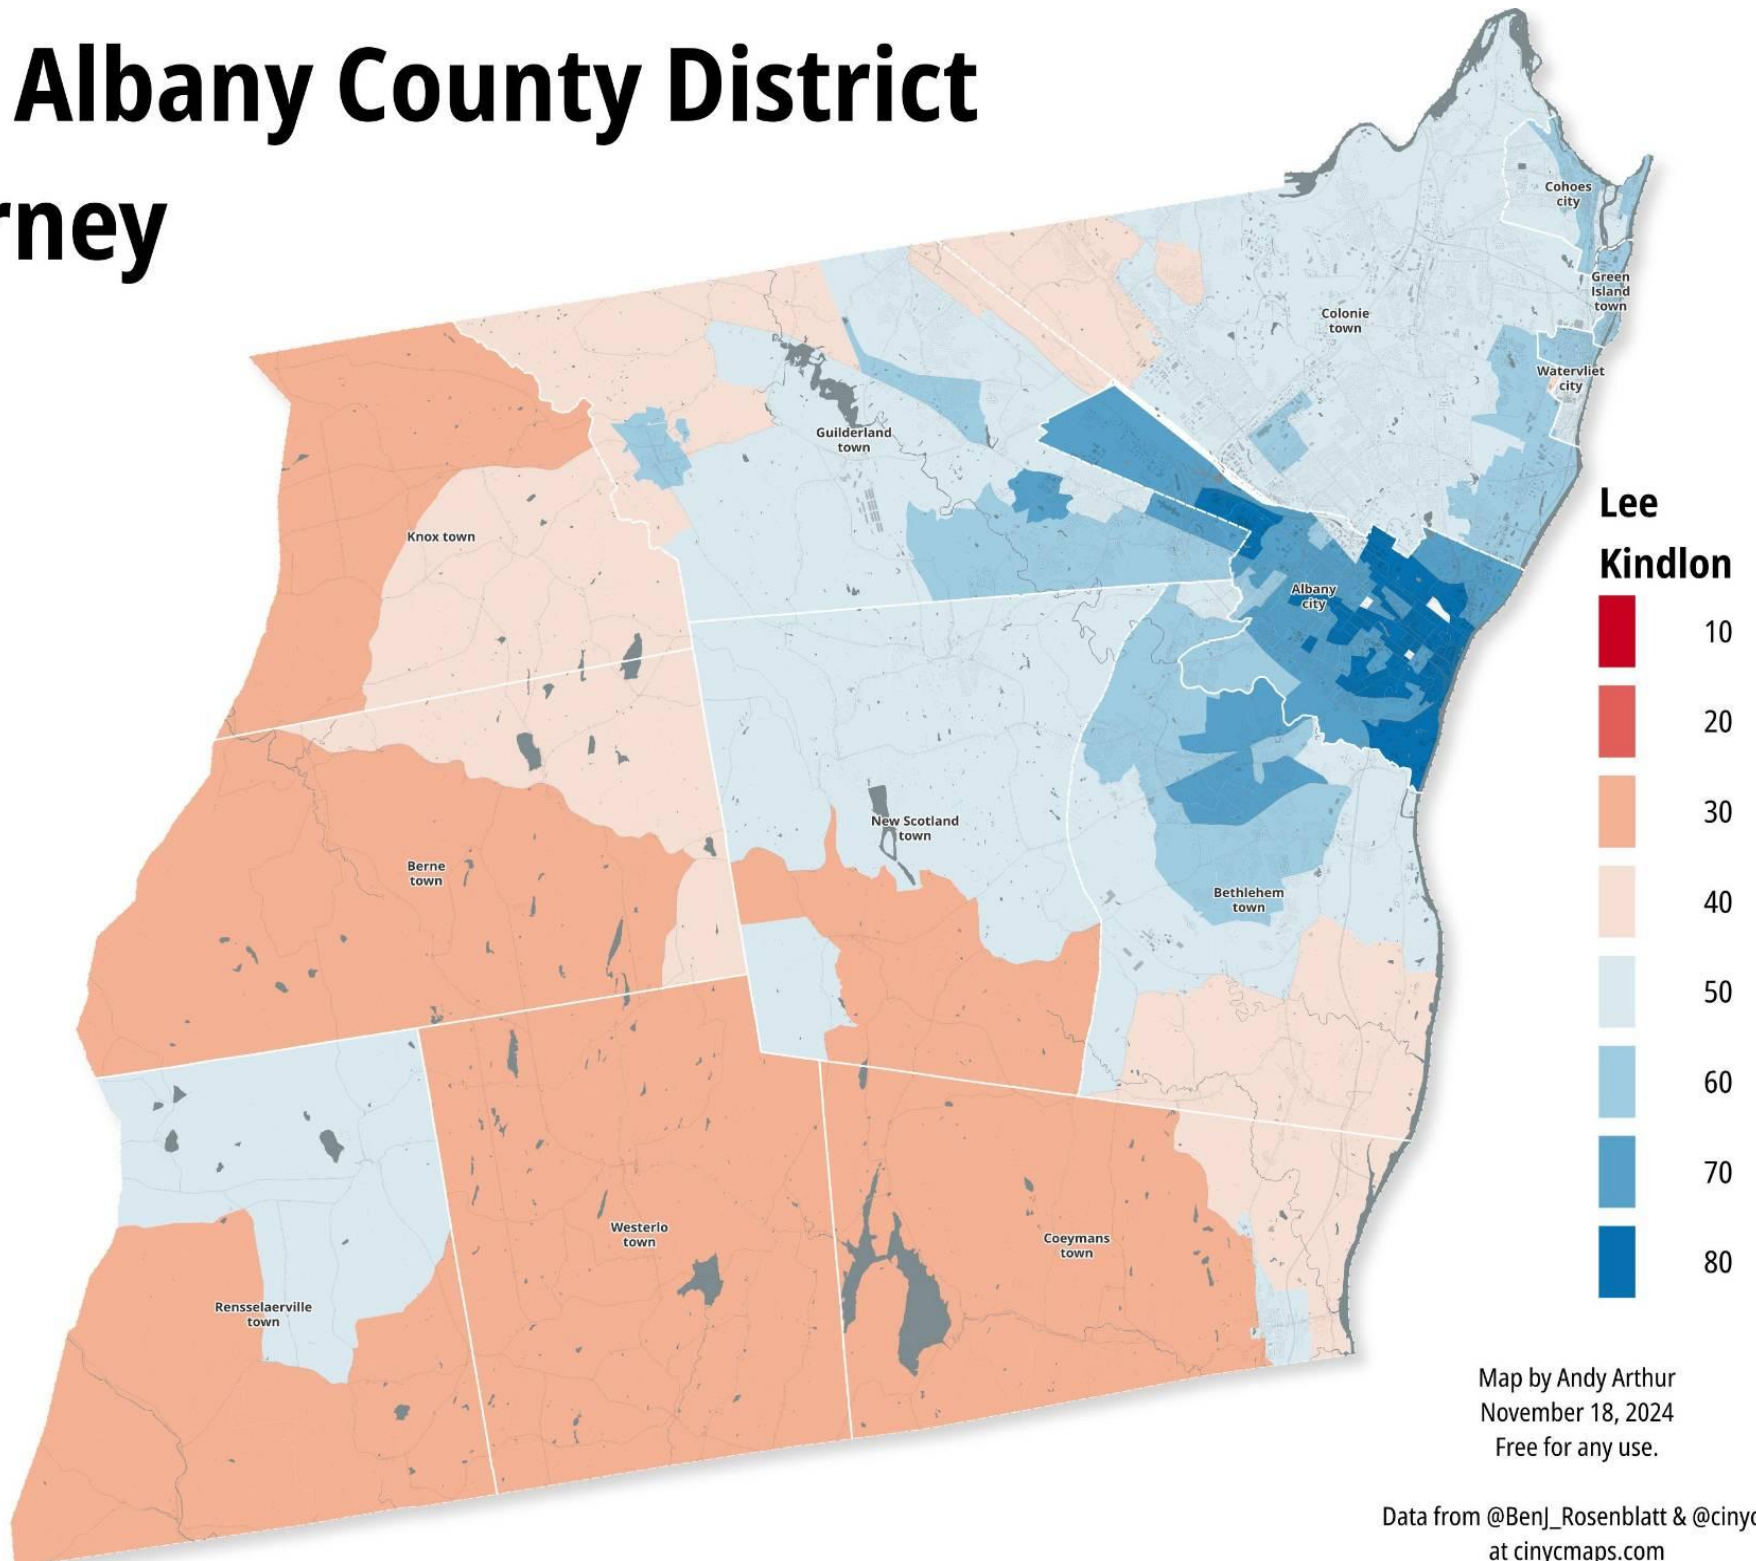 Albany County District
rney
Cohoes
city
Green
Island
town
Colonie
town
Watervliet
city
Guilderland
town
Knox town
Albany
city
New Scotland
town
Berne
town
Bethlehem
town
Westerlo
town
Coeymans
town
Rensselaerville
town
Lee
Kindlon
10
20
30
40
50
60
70
80
Map by Andy Arthur
November 18, 2024
Free for any use.
Data from @BenJ_Rosenblatt & @cinyc
at cinycmaps.com